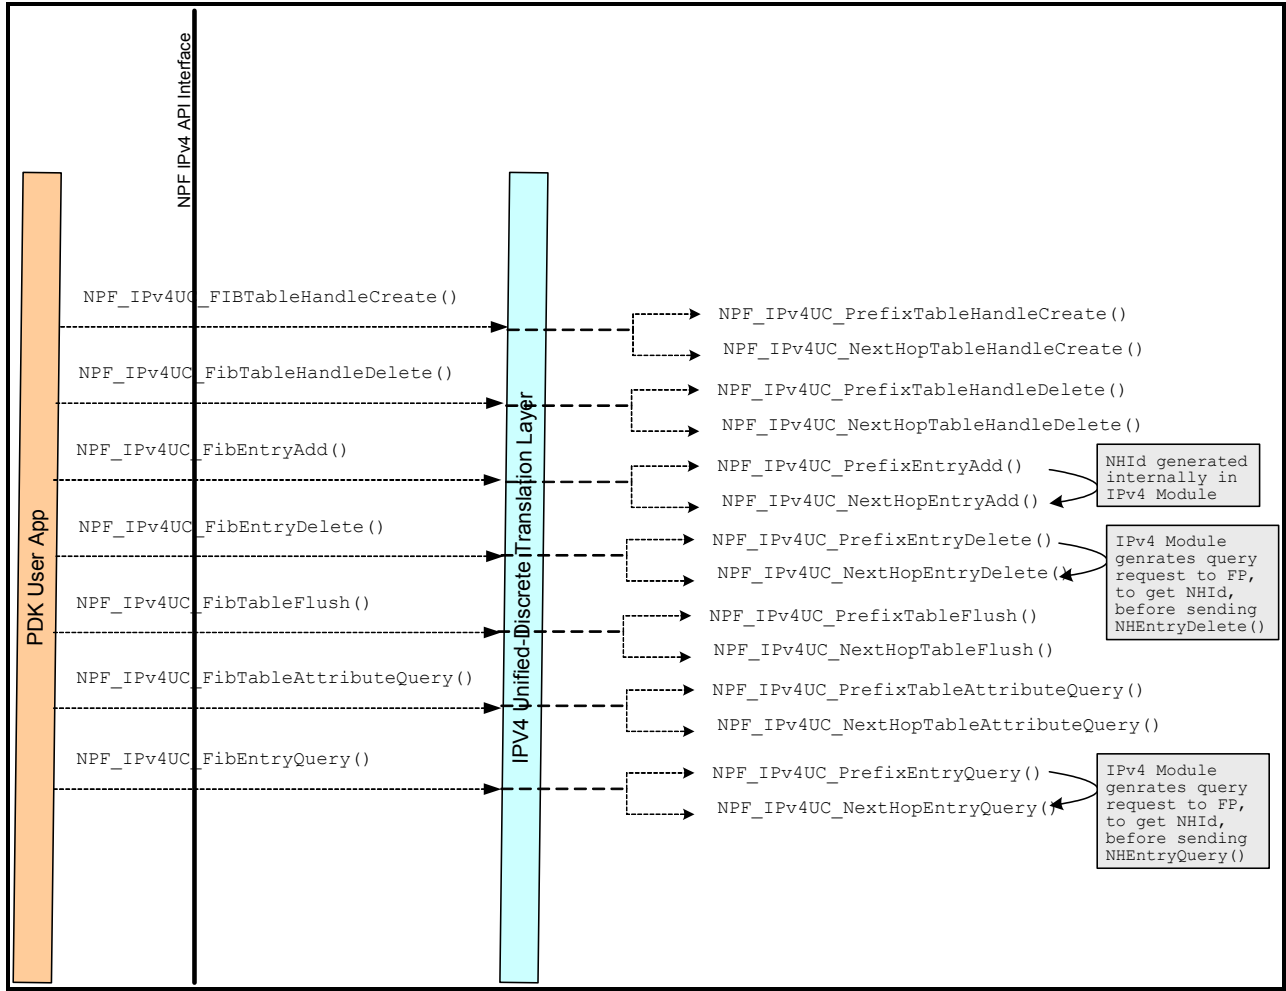 NPF IPv4 API Interface
PDK User App
IPV4 Unified-Discrete Translation Layer
NPF_IPv4UC_FIBTableHandleCreate()
NPF_IPv4UC_PrefixTableHandleCreate()
NPF_IPv4UC_NextHopTableHandleCreate()
NPF_IPv4UC_FibTableHandleDelete()
NPF_IPv4UC_PrefixTableHandleDelete()
NPF_IPv4UC_NextHopTableHandleDelete()
NPF_IPv4UC_FibEntryAdd()
NPF_IPv4UC_PrefixEntryAdd()
NPF_IPv4UC_NextHopEntryAdd()
NHId generated
internally in
IPv4 Module
NPF_IPv4UC_FibEntryDelete()
NPF_IPv4UC_PrefixEntryDelete()
NPF_IPv4UC_NextHopEntryDelete()
IPv4 Module
genrates query
request to FP,
to get NHId,
before sending
NHEntryDelete()
NPF_IPv4UC_FibTableFlush()
NPF_IPv4UC_PrefixTableFlush()
NPF_IPv4UC_NextHopTableFlush()
NPF_IPv4UC_FibTableAttributeQuery()
NPF_IPv4UC_PrefixTableAttributeQuery()
NPF_IPv4UC_NextHopTableAttributeQuery()
NPF_IPv4UC_FibEntryQuery()
NPF_IPv4UC_PrefixEntryQuery()
NPF_IPv4UC_NextHopEntryQuery()
IPv4 Module
genrates query
request to FP,
to get NHId,
before sending
NHEntryQuery()